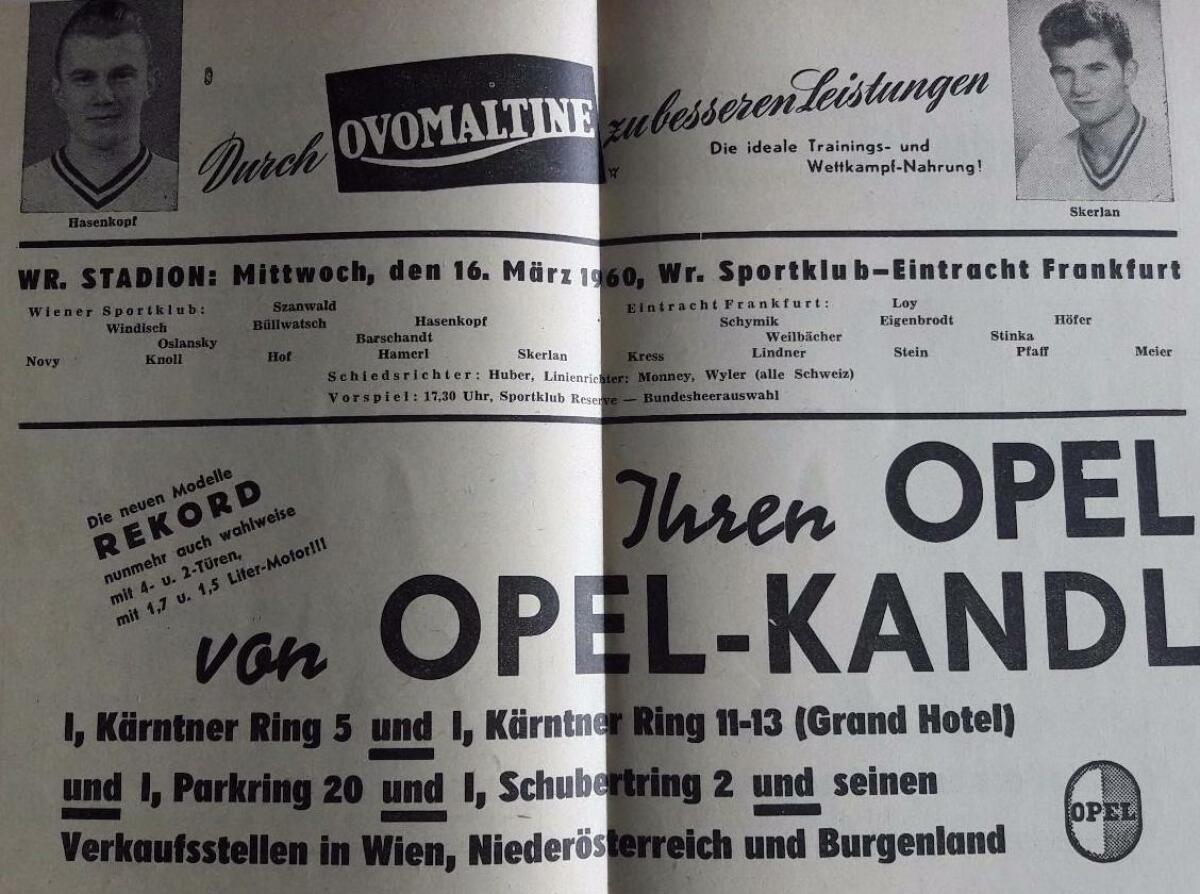 Durch OVOMALTINE zu besseren Leistungen
Die ideale Trainings- und
Wettkampf-Nahrung!
Hasenkopf
Skerlan
WR. STADION: Mittwoch, den 16. März 1960, Wr. Sportklub–Eintracht Frankfurt
Wiener Sportklub: Szanwald
Windisch Büllwatsch Hasenkopf
Oslansky Barschandt
Novy Knoll Hof Hamerl Skerlan
Eintracht Frankfurt: Loy
Schymik Eigenbrodt Höfer
Weilbächer Stinka
Kress Lindner Stein Pfaff Meier
Schiedsrichter: Huber, Linienrichter: Monney, Wyler (alle Schweiz)
Vorspiel: 17,30 Uhr, Sportklub Reserve — Bundesheerauswahl
Die neuen Modelle
REKORD
nunmehr auch wahlweise
mit 4- u. 2-Türen,
mit 1,7 u. 1,5 Liter-Motor!!!
Ihren OPEL
von OPEL-KANDL
I, Kärntner Ring 5 und I, Kärntner Ring 11-13 (Grand Hotel)
und I, Parkring 20 und I, Schubertring 2 und seinen
Verkaufsstellen in Wien, Niederösterreich und Burgenland
OPEL